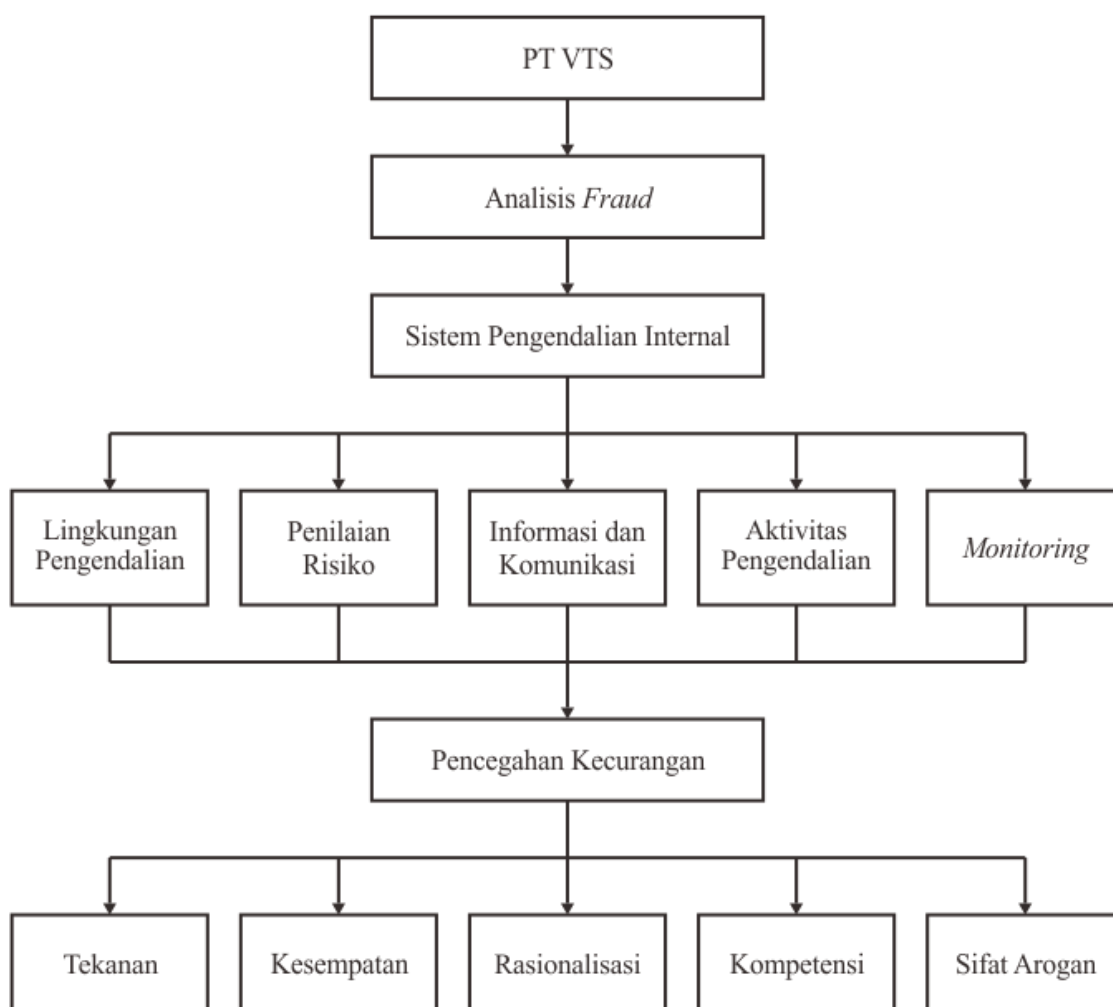 PT VTS
Analisis Fraud
Sistem Pengendalian Internal
Lingkungan
Pengendalian
Penilaian
Risiko
Informasi dan
Komunikasi
Aktivitas
Pengendalian
Monitoring
Pencegahan Kecurangan
Tekanan
Kesempatan
Rasionalisasi
Kompetensi
Sifat Arogan